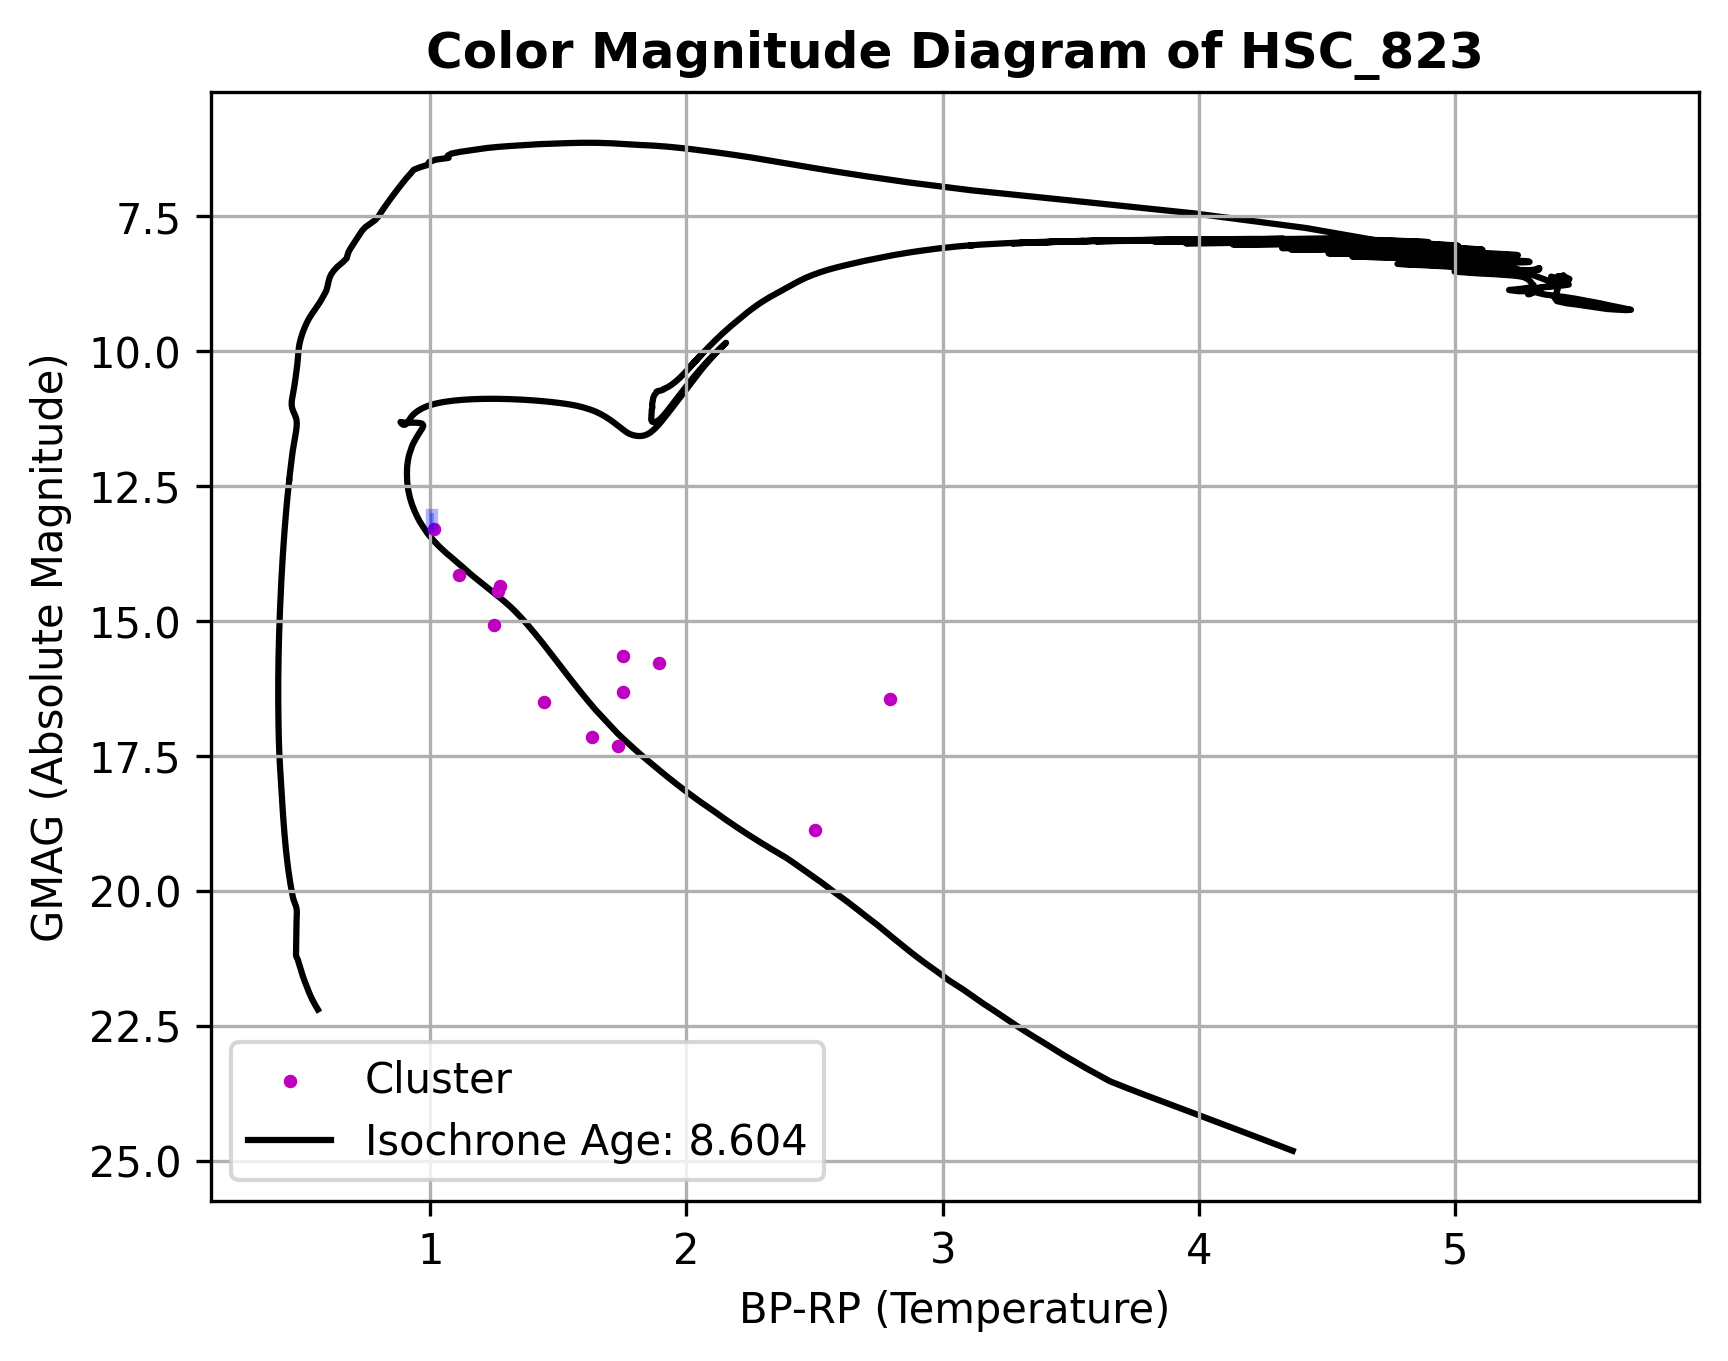 Color Magnitude Diagram of HSC_823
GMAG (Absolute Magnitude)
7.5
10.0
12.5
15.0
17.5
20.0
22.5
25.0
Cluster
Isochrone Age: 8.604
1 2 3 4 5
BP-RP (Temperature)